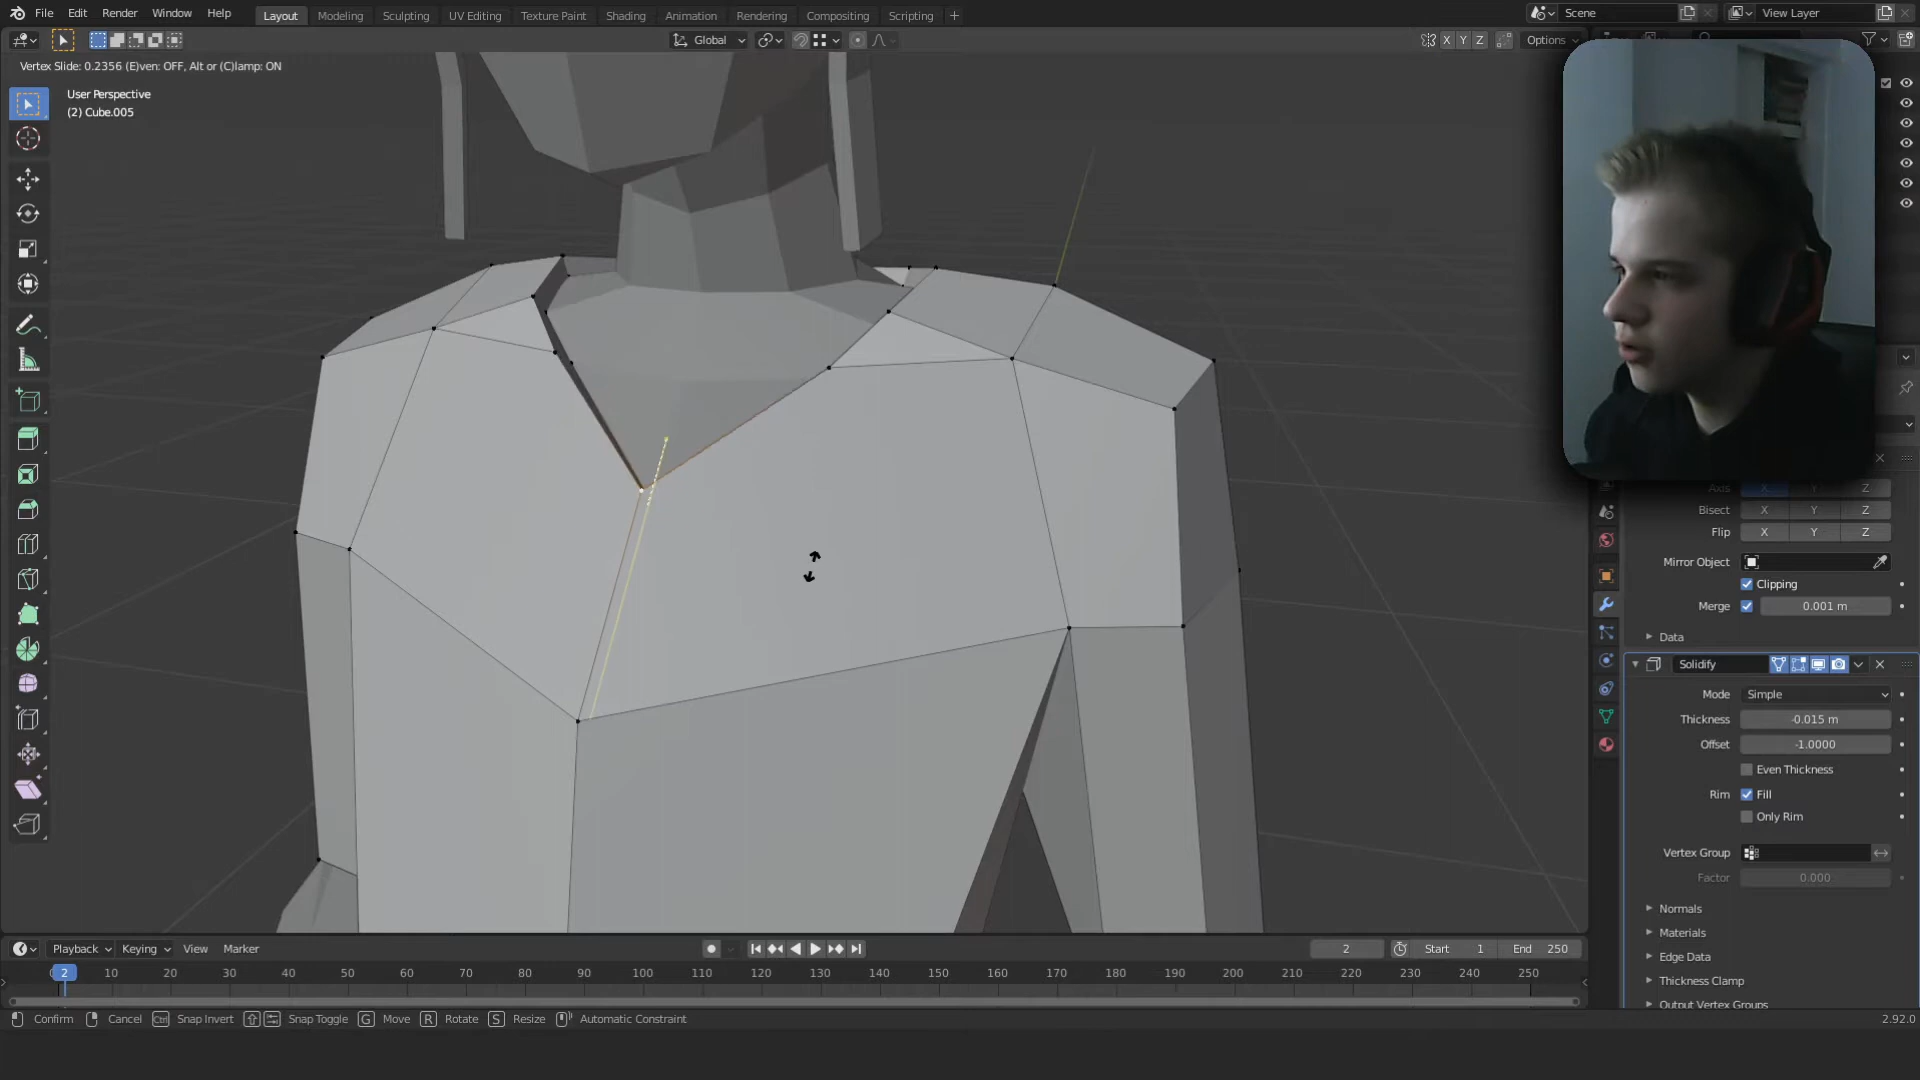 File Edit Render Window Help Layout Modeling Sculpting UV Editing Texture Paint Shading Animation Rendering Compositing Scripting Scene View Layer
Global X Y Z Options
Vertex Slide: 0.2356 (E)ven: OFF, Alt or (C)lamp: ON
User Perspective
(2) Cube.005
Axis X Y Z
Bisect X Y Z
Flip X Y Z
Mirror Object
Clipping
Merge 0.001 m
Data
Solidify
Mode Simple
Thickness -0.015 m
Offset -1.0000
Even Thickness
Rim Fill
Only Rim
Vertex Group
Factor 0.000
Normals
Materials
Edge Data
Thickness Clamp
Output Vertex Groups
Playback Keying View Marker 2 Start 1 End 250
2 10 20 30 40 50 60 70 80 90 100 110 120 130 140 150 160 170 180 190 200 210 220 230 240 250
Confirm Cancel Ctrl Snap Invert Snap Toggle G Move R Rotate S Resize Automatic Constraint 2.92.0